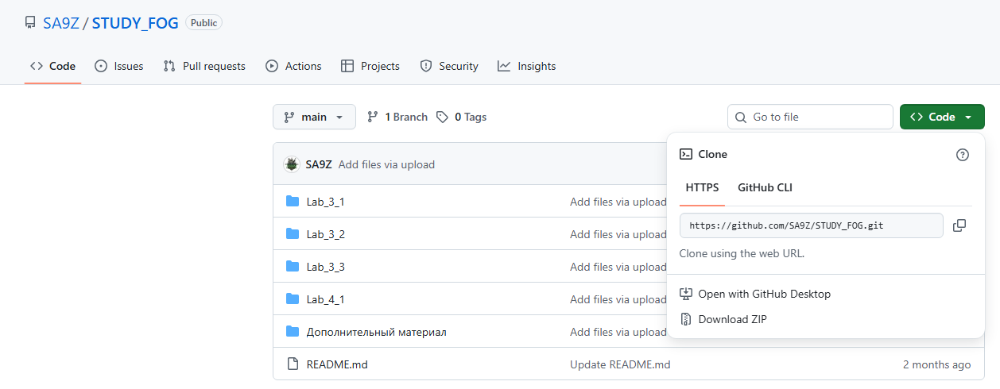 SA9Z / STUDY_FOG Public
Code Issues Pull requests Actions Projects Security Insights
main 1 Branch 0 Tags Go to file Code
SA9Z Add files via upload
Lab_3_1 Add files via upload
Lab_3_2 Add files via upload
Lab_3_3 Add files via upload
Lab_4_1 Add files via upload
Дополнительный материал Add files via upload
README.md Update README.md 2 months ago
Clone
HTTPS GitHub CLI
https://github.com/SA9Z/STUDY_FOG.git
Clone using the web URL.
Open with GitHub Desktop
Download ZIP